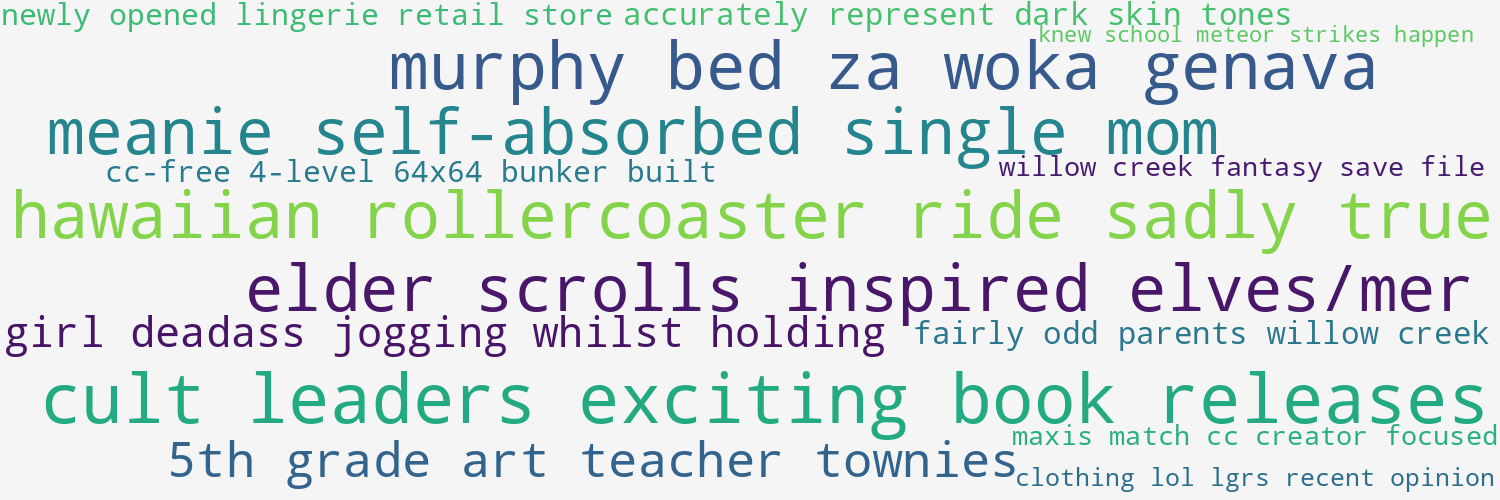 newly opened lingerie retail store
accurately represent dark skin tones
knew school meteor strikes happen
murphy bed za woka genava
meanie self-absorbed single mom
cc-free 4-level 64x64 bunker built
willow creek fantasy save file
hawaiian rollercoaster ride sadly true
elder scrolls inspired elves/mer
girl deadass jogging whilst holding
fairly odd parents willow creek
cult leaders exciting book releases
maxis match cc creator focused
5th grade art teacher townies
clothing lol lgrs recent opinion